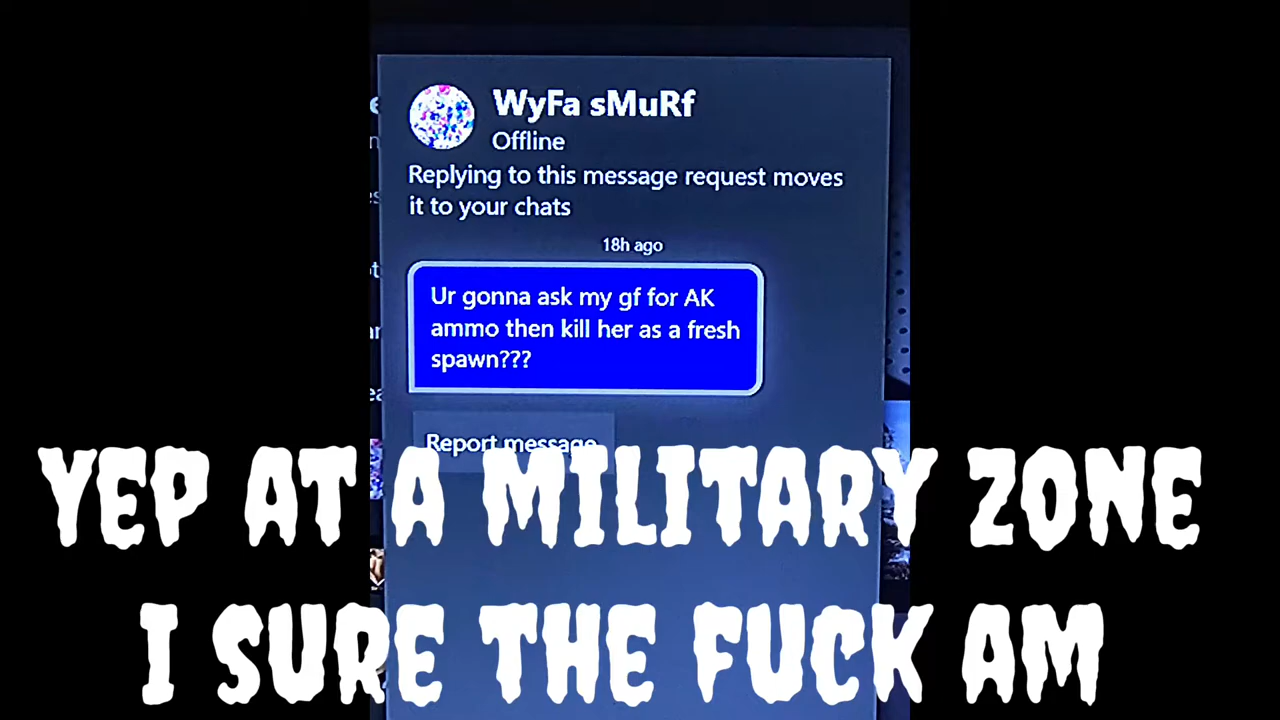 WyFa sMuRf
Offline
Replying to this message request moves
it to your chats
18h ago
Ur gonna ask my gf for AK
ammo then kill her as a fresh
spawn???
Report message
YEP AT A MILITARY ZONE
I SURE THE FUCK AM